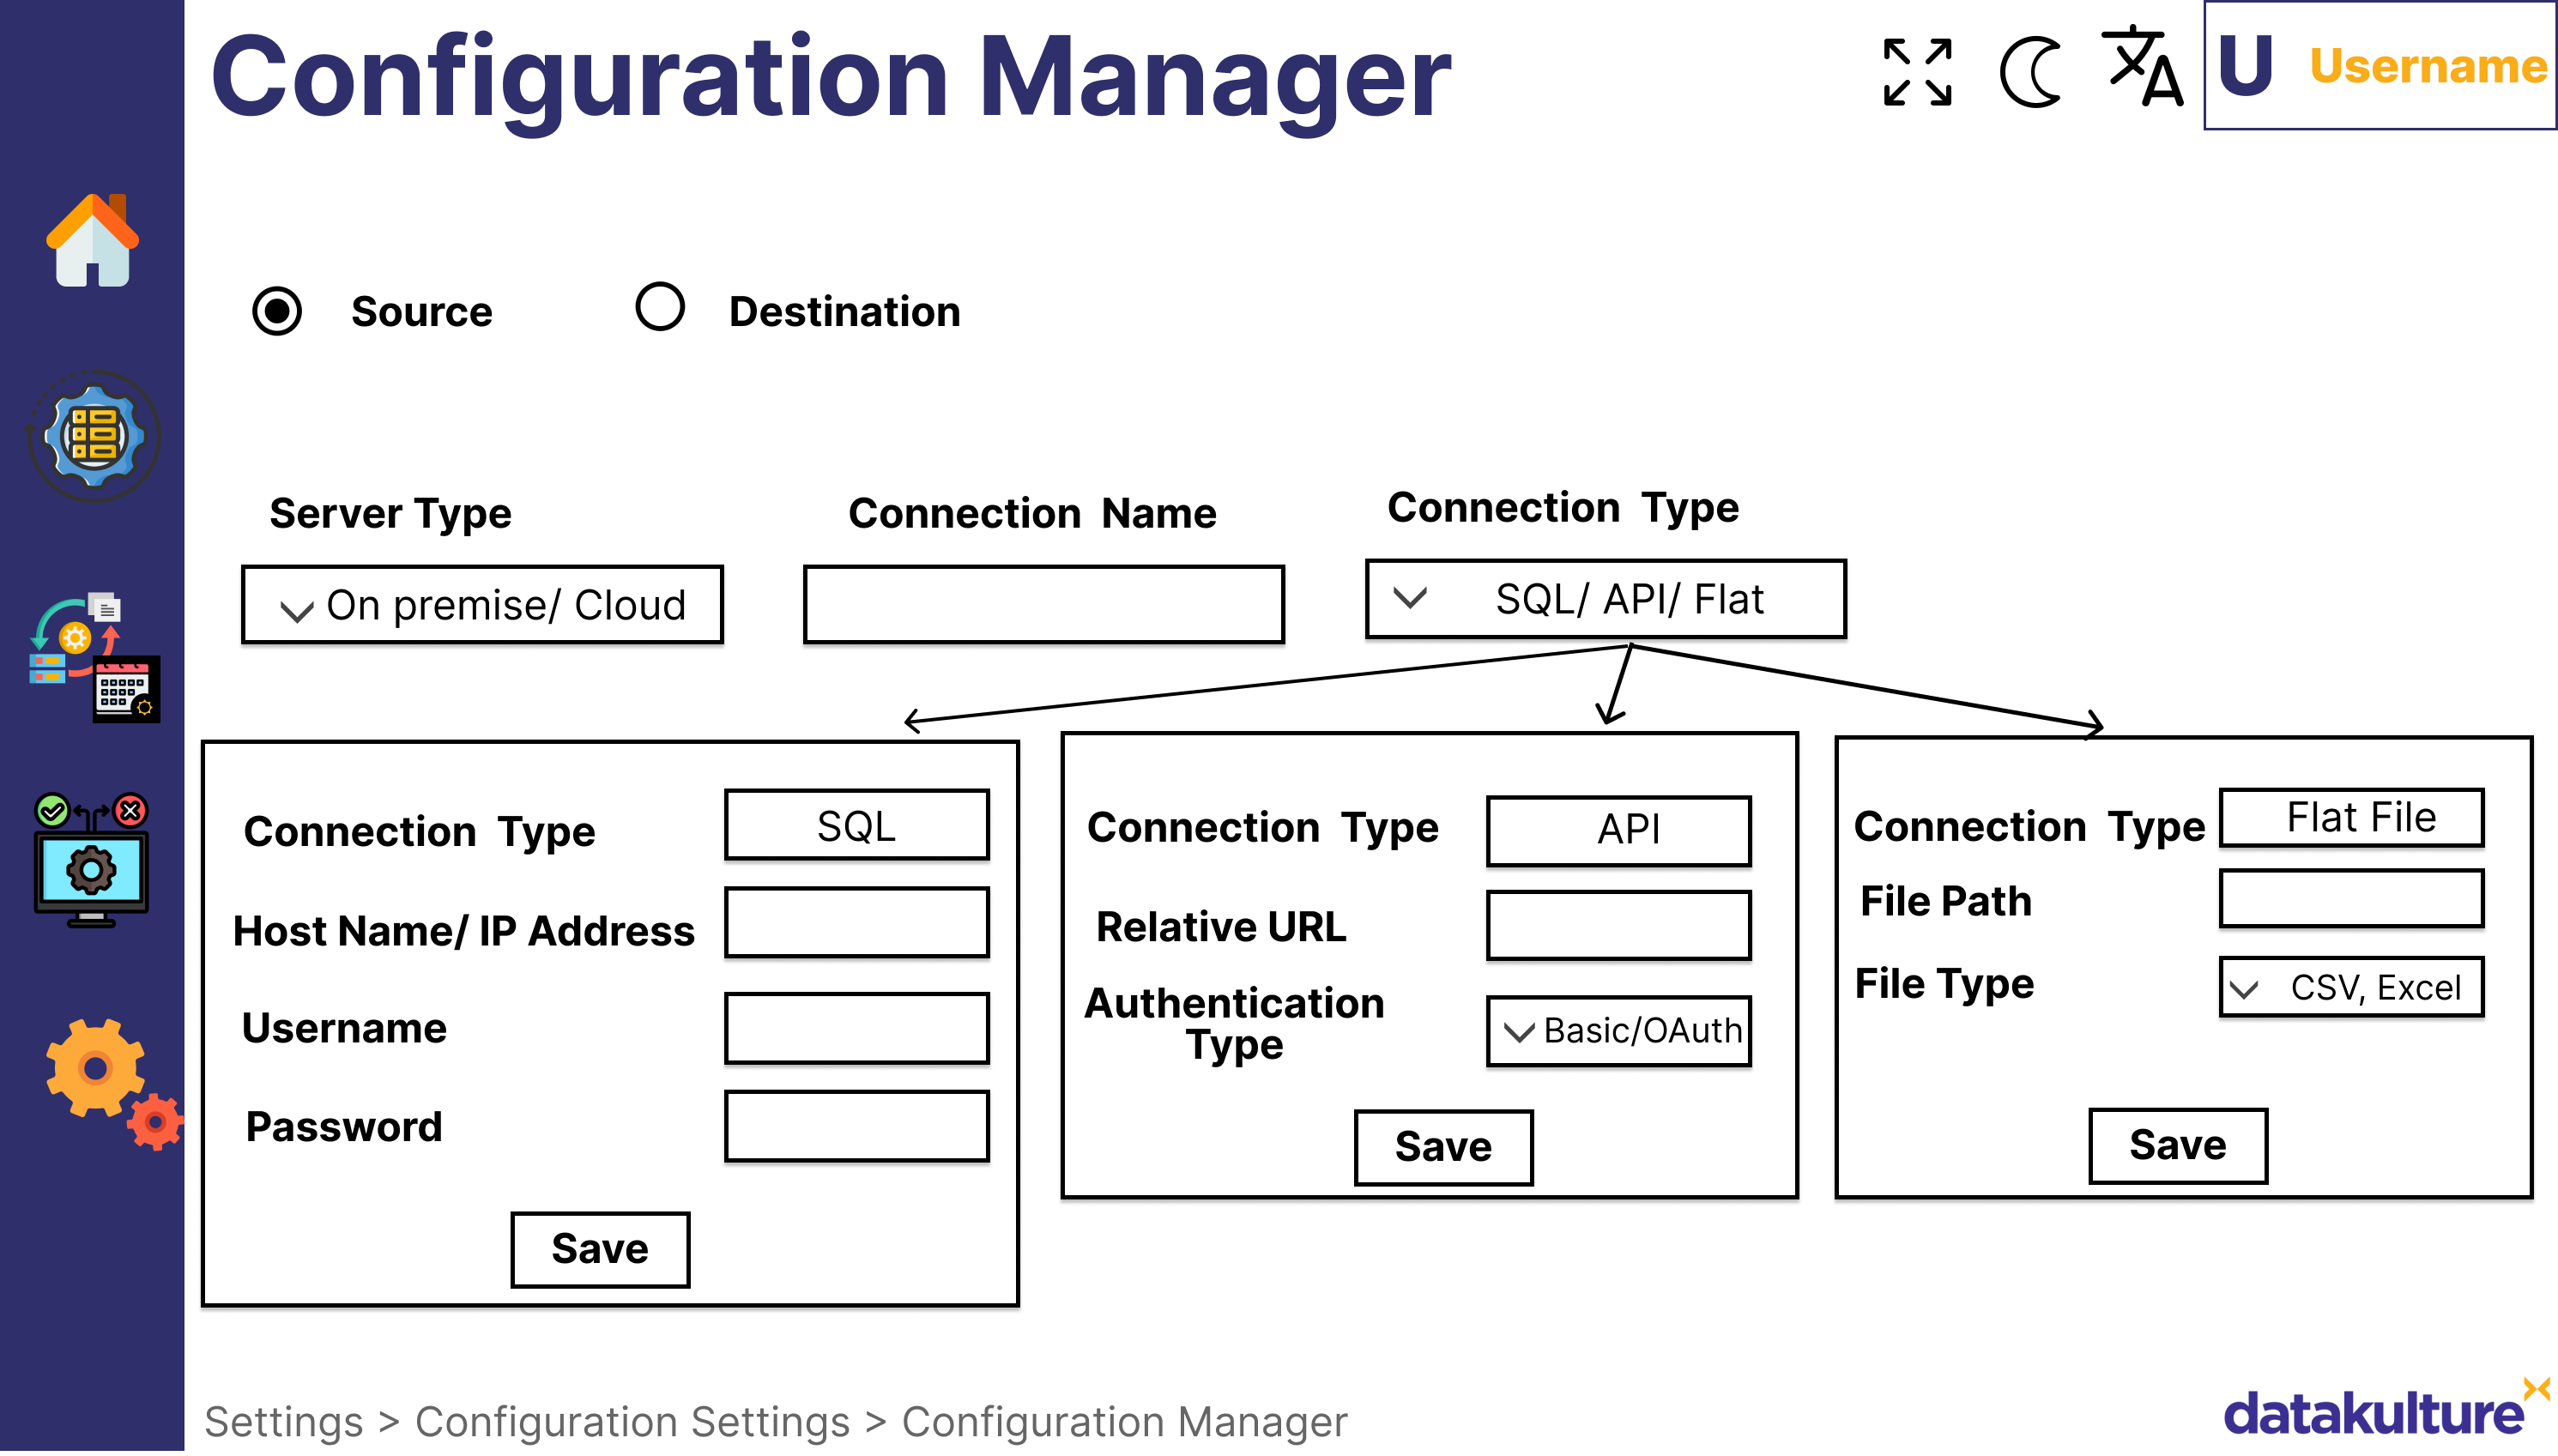 Configuration Manager
U Username
Source
Destination
Server Type
Connection Name
Connection Type
On premise/ Cloud
SQL/ API/ Flat
Connection Type
SQL
Host Name/ IP Address
Username
Password
Save
Connection Type
API
Relative URL
Authentication
Type
Basic/OAuth
Save
Connection Type
Flat File
File Path
File Type
CSV, Excel
Save
Settings > Configuration Settings > Configuration Manager
datakulture